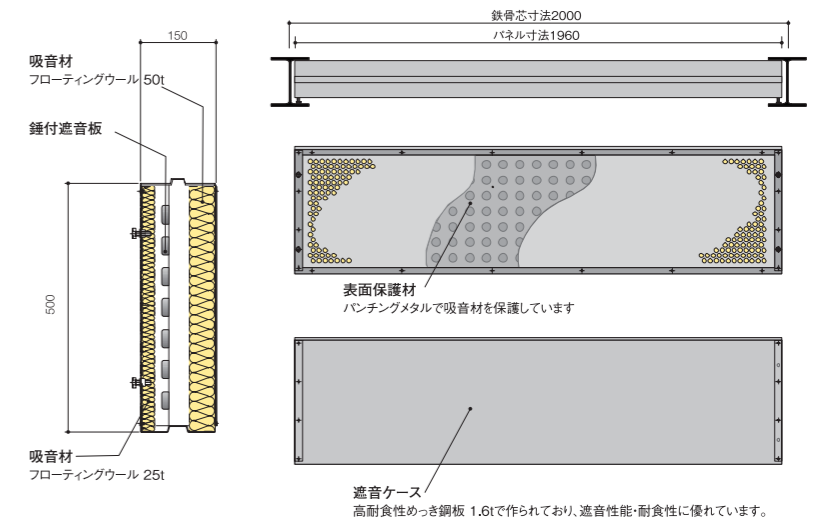 鉄骨芯寸法2000
パネル寸法1960
150
吸音材
フローティングウール 50t
錘付遮音板
500
表面保護材
パンチングメタルで吸音材を保護しています
吸音材
フローティングウール 25t
遮音ケース
高耐食性めっき鋼板 1.6tで作られており、遮音性能・耐食性に優れています。